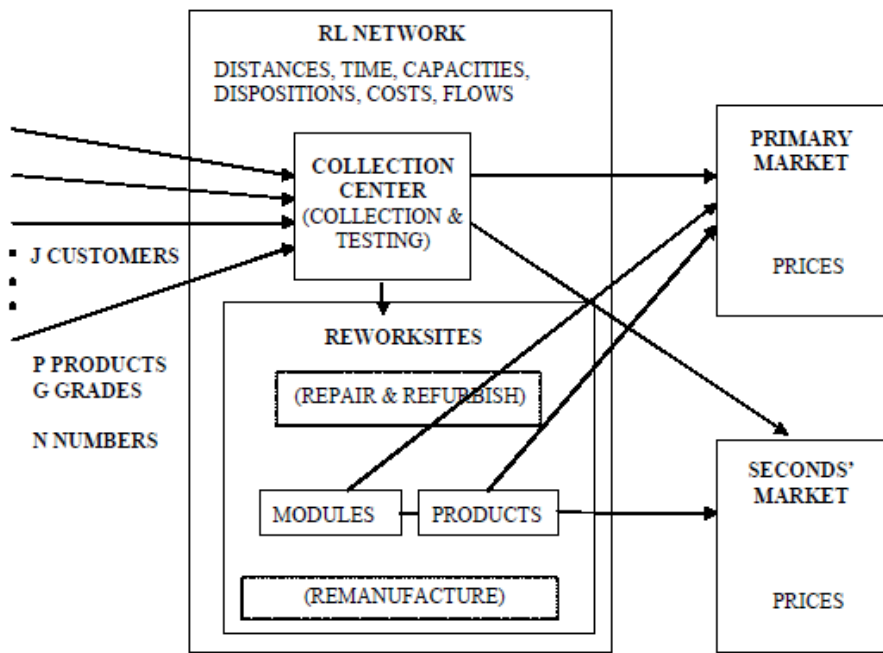 RL NETWORK
DISTANCES, TIME, CAPACITIES,
DISPOSITIONS, COSTS, FLOWS
COLLECTION
CENTER
(COLLECTION &
TESTING)
J CUSTOMERS
P PRODUCTS
G GRADES
N NUMBERS
REWORKSITES
(REPAIR & REFURBISH)
MODULES
PRODUCTS
(REMANUFACTURE)
PRIMARY
MARKET
PRICES
SECONDS'
MARKET
PRICES